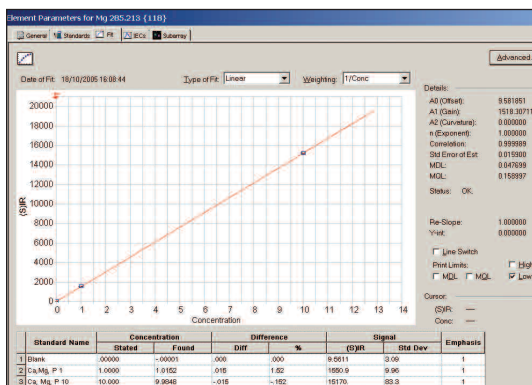 Element Parameters for Mg 285.213 {118}
General Standards Fit IECs Subarray
Advanced
Date of Fit: 18/10/2005 16:08:44 Type of Fit: Linear Weighting: 1/Conc
Details:
A0 (Offset): 9.581851
A1 (Gain): 1518.30711
A2 (Curvature): 0.000000
n (Exponent): 1.000000
Correlation: 0.999989
Std Error of Est: 0.015900
MDL: 0.047699
MQL: 0.158997
Status: OK.
Re-Slope: 1.000000
Y-int: 0.000000
Line Switch
Print Limits: High
MDL MQL Low
Cursor:
(S)IR: —
Conc: —
(S)IR
20000
18000
16000
14000
12000
10000
8000
6000
4000
2000
0
0 1 2 3 4 5 6 7 8 9 10 11 12 13 14
Concentration
Standard Name Concentration Difference Signal Emphasis
Stated Found Diff % (S)IR Std Dev
1 Blank .00000 -.00001 .000 .000 9.5611 3.09 1
2 Ca,Mg, P 1 1.0000 1.0152 .015 1.52 1550.9 9.96 1
3 Ca, Mg, P 10 10.000 9.9848 -.015 -.152 15170 83.3 1